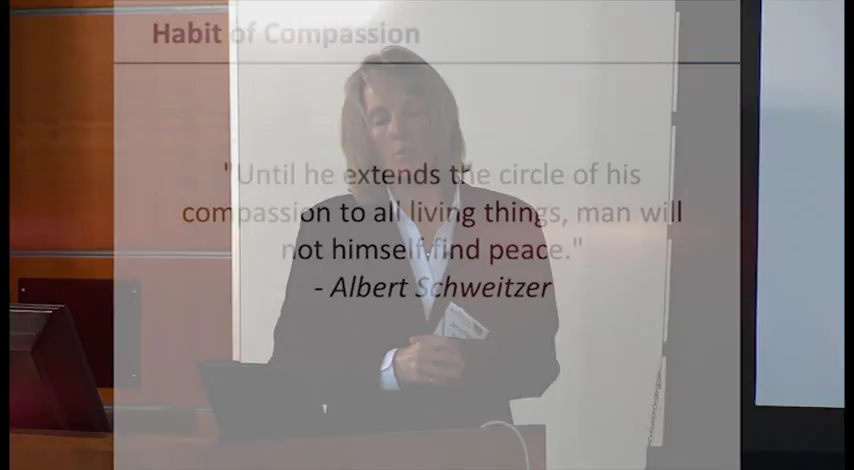 Habit of Compassion
"Until he extends the circle of his
compassion to all living things, man will
not himself find peace."
- Albert Schweitzer